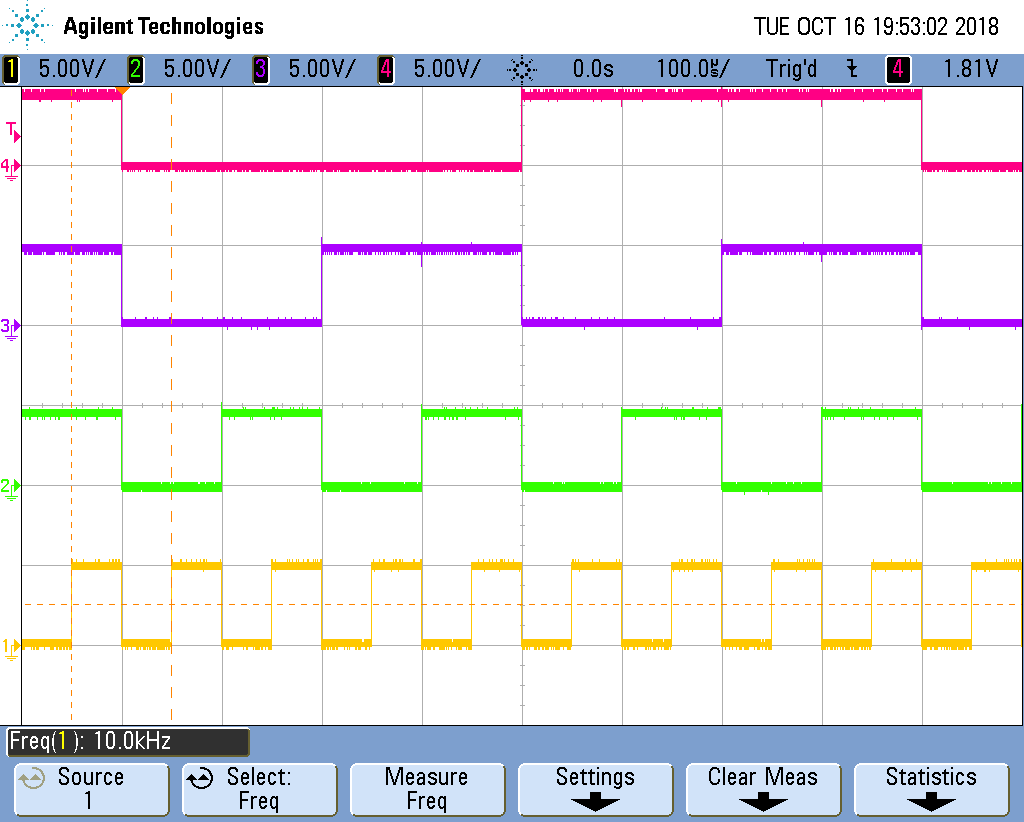 Agilent Technologies TUE OCT 16 19:53:02 2018
1 5.00V/ 2 5.00V/ 3 5.00V/ 4 5.00V/ 0.0s 100.0µs/ Trig'd 4 1.81V
T
4
3
2
1
Freq(1): 10.0kHz
Source Select: Measure Settings Clear Meas Statistics
1 Freq Freq